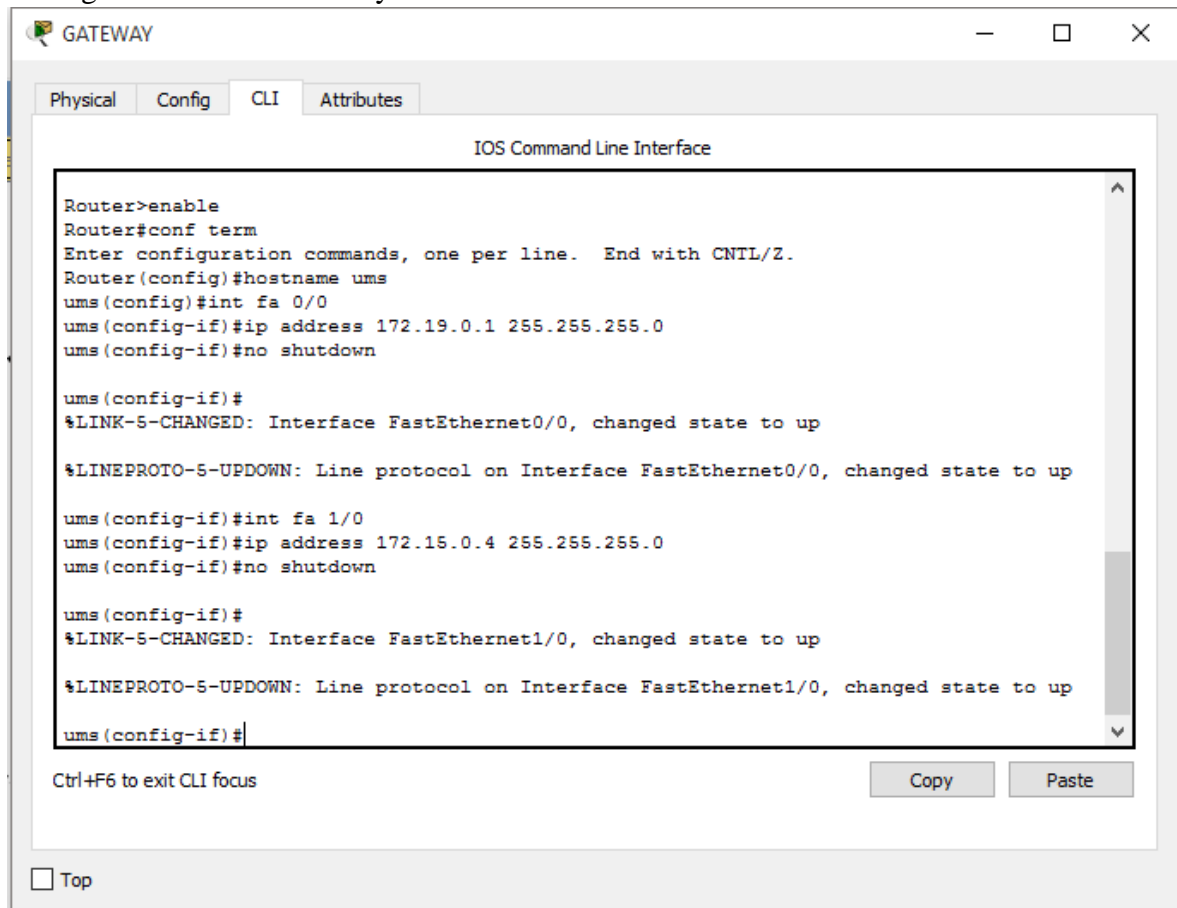 GATEWAY
Physical Config CLI Attributes
IOS Command Line Interface
Router>enable
Router#conf term
Enter configuration commands, one per line.  End with CNTL/Z.
Router(config)#hostname ums
ums(config)#int fa 0/0
ums(config-if)#ip address 172.19.0.1 255.255.255.0
ums(config-if)#no shutdown
ums(config-if)#
%LINK-5-CHANGED: Interface FastEthernet0/0, changed state to up
%LINEPROTO-5-UPDOWN: Line protocol on Interface FastEthernet0/0, changed state to up
ums(config-if)#int fa 1/0
ums(config-if)#ip address 172.15.0.4 255.255.255.0
ums(config-if)#no shutdown
ums(config-if)#
%LINK-5-CHANGED: Interface FastEthernet1/0, changed state to up
%LINEPROTO-5-UPDOWN: Line protocol on Interface FastEthernet1/0, changed state to up
ums(config-if)#
Ctrl+F6 to exit CLI focus
Copy Paste
Top